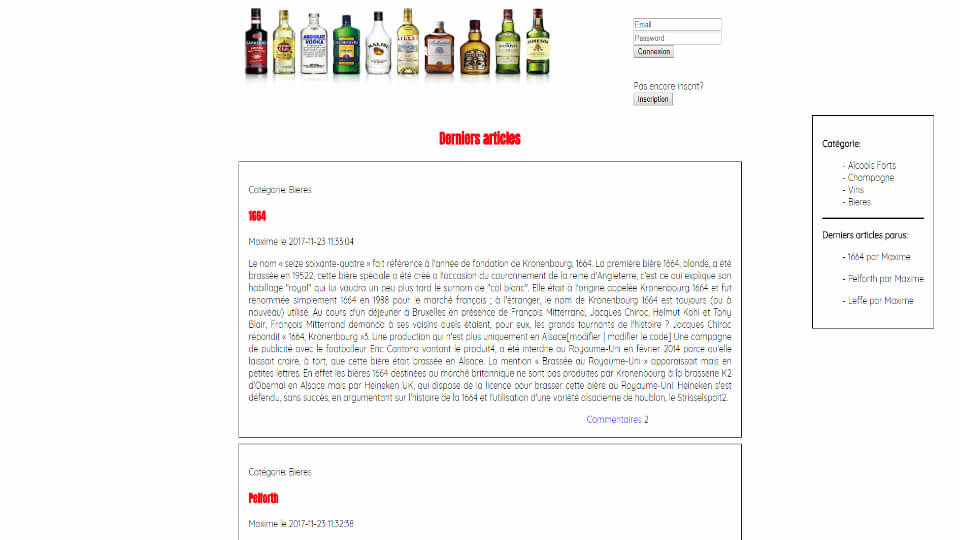 ABSOLUT
VODKA
MALIBU
LILLET
JAMESON
Email
Password
Connexion
Pas encore inscrit?
Inscription
Derniers articles
Catégorie: Bieres
1664
Maxime le 2017-11-23 11:33:04
Le nom « seize soixante-quatre » fait référence à l'année de fondation de Kronenbourg, 1664. La première bière 1664, blonde, a été
brassée en 19522, cette bière spéciale a été créé a l'occasion du couronnement de la reine d'Angleterre, c'est ce qui explique son
habillage "royal" qui lui vaudra un peu plus tard le surnom ce "col blanc". Elle était à l'origine appelée Kronenbourg 1664 et fut
renommée simplement 1664 en 1988 pour le marché français ; à l'étranger, le nom de Kronenbourg 1664 est toujours (ou à
nouveau) utilisé. Au cours d'un déjeuner à Bruxelles en présence de François Mitterrand, Jacques Chirac, Helmut Kohl et Tony
Blair, François Mitterrand demanda à ses voisins quels étaient, pour eux, les grands tournants de l'histoire ? Jacques Chirac
répondit « 1664, Kronenbourg »3. Une production qui n'est plus uniquement en Alsace[modifier | modifier le code] Une campagne
de publicité avec le footballeur Éric Cantona vantant le produit4, a été interdite au Royaume-Uni en février 2014 parce qu'elle
laissait croire, à tort, que cette bière était brassée en Alsace. La mention « Brassée au Royaume-Uni » apparaissait mais en
petites lettres. En effet les bières 1664 destinées au marché britannique ne sont pas produites par Kronenbourg à la brasserie K2
d'Obernai en Alsace mais par Heineken UK, qui dispose de la licence pour brasser cette bière au Royaume-Uni. Heineken s'est
défendu, sans succès, en argumentant sur l'histoire de la 1664 et l'utilisation d'une variété alsacienne de houblon, le Strisselspalt2.
Commentaires 2
Catégorie: Bieres
Pelforth
Maxime le 2017-11-23 11:32:38
Catégorie:
- Alcools Forts
- Champagne
- Vins
- Bieres
Derniers articles parus:
- 1664 par Maxime
- Pelforth par Maxime
- Leffe par Maxime